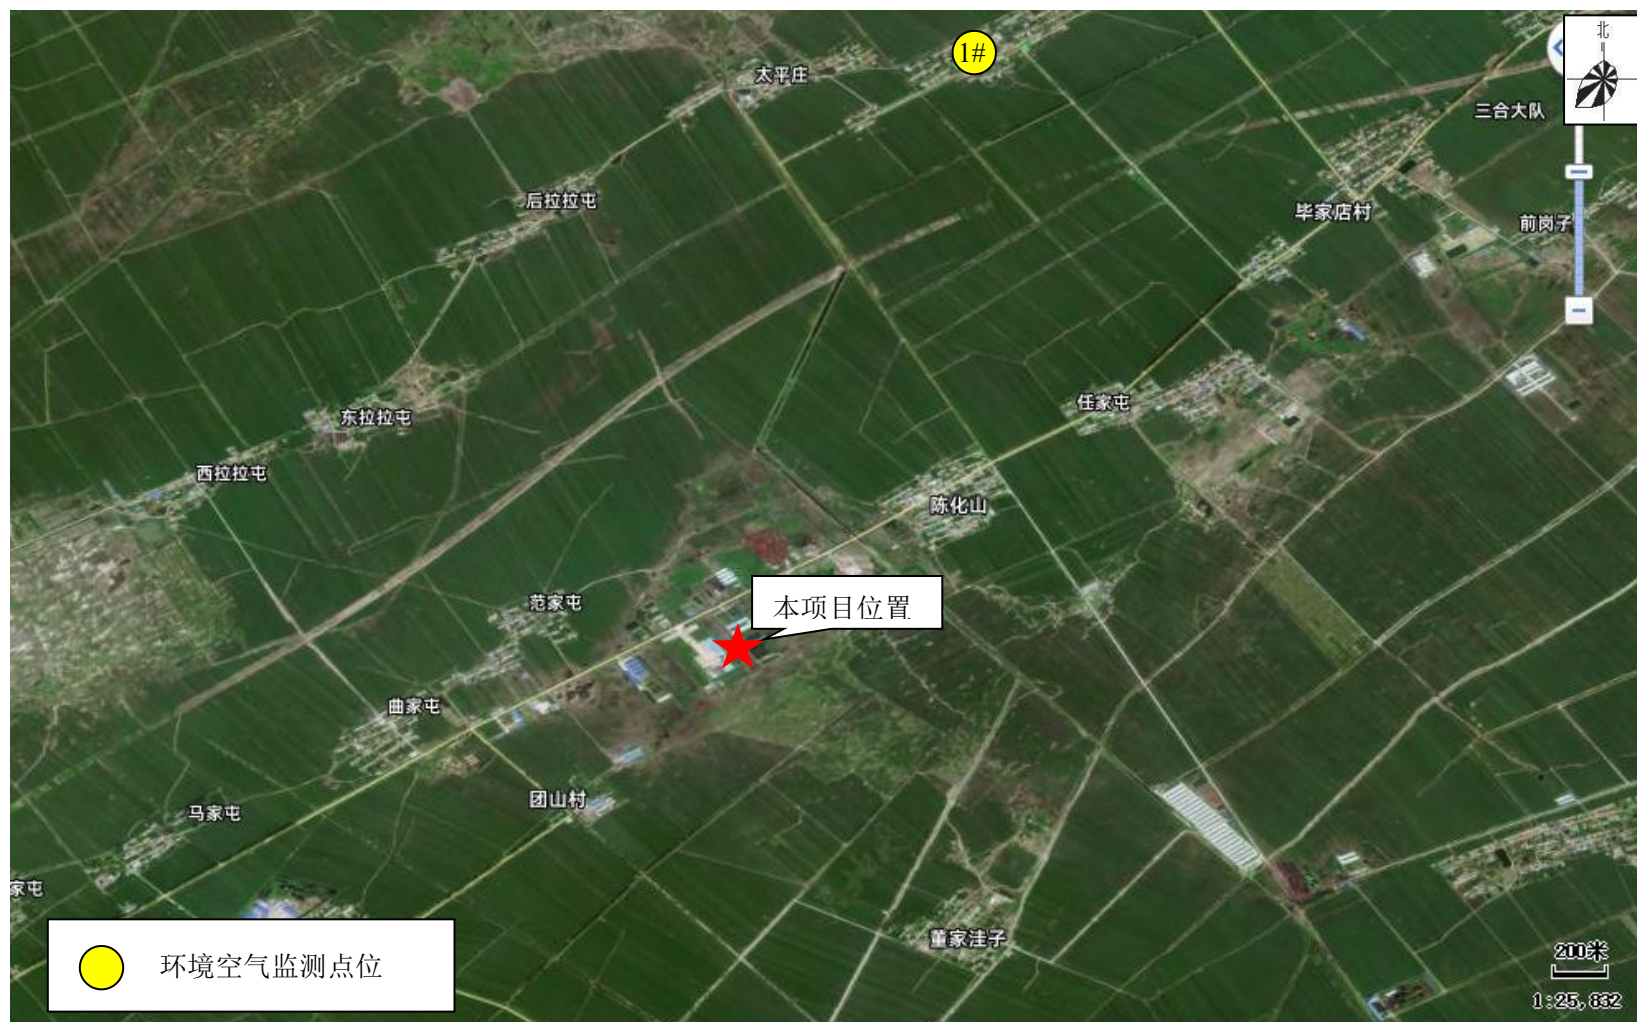 1#
北
太平庄
三合大队
后拉拉屯
毕家店村
前岗子
任家屯
东拉拉屯
西拉拉屯
陈化山
范家屯
本项目位置
曲家屯
团山村
马家屯
家屯
董家洼子
环境空气监测点位
200米
1:25,832